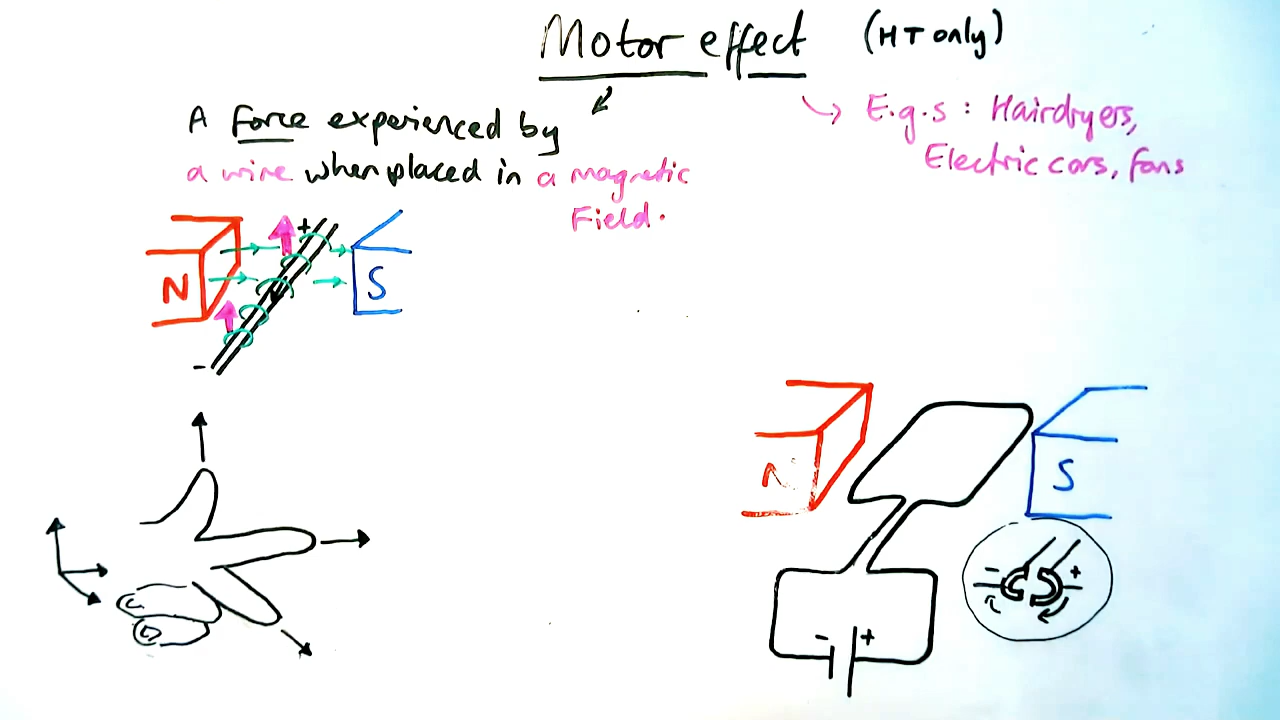 Motor effect (HT only)
A Force experienced by
a wire when placed in a magnetic
Field.
E.g.s : Hairdryers,
Electric cars, fans
+
N
S
-
N
S
- +
- +